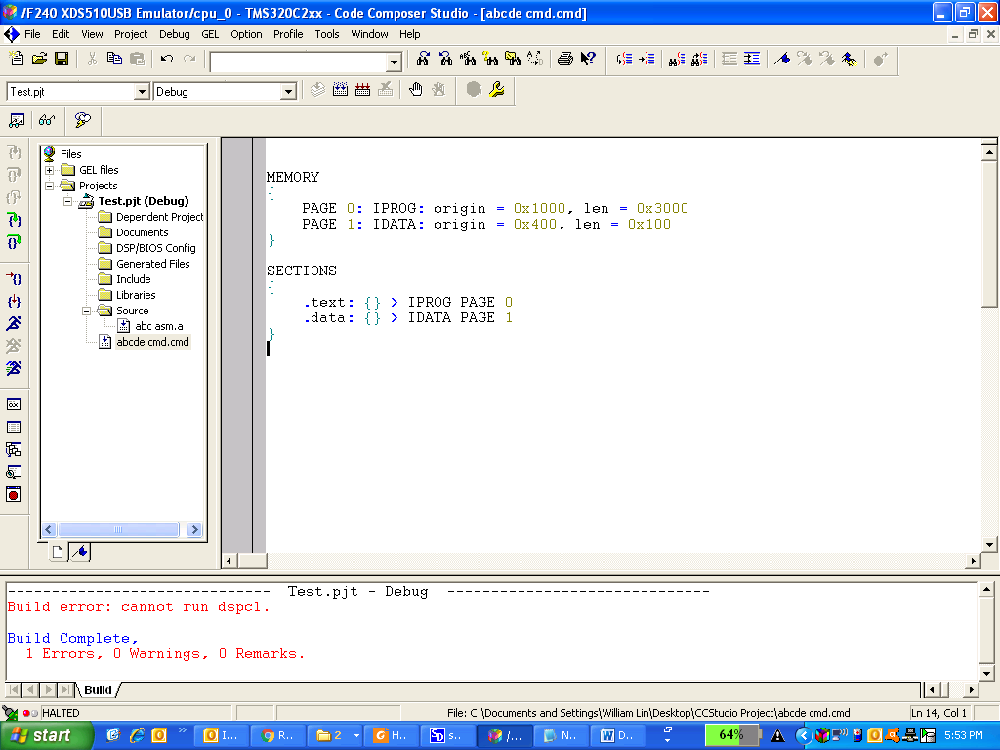 /F240 XDS510USB Emulator/cpu_0 - TMS320C2xx - Code Composer Studio - [abcde cmd.cmd]
File Edit View Project Debug GEL Option Profile Tools Window Help
Test.pjt Debug
Files
GEL files
Projects
Test.pjt (Debug)
Dependent Project
Documents
DSP/BIOS Config
Generated Files
Include
Libraries
Source
abc asm.a
abcde cmd.cmd
MEMORY
{
PAGE 0: IPROG: origin = 0x1000, len = 0x3000
PAGE 1: IDATA: origin = 0x400, len = 0x100
}
SECTIONS
{
.text: {} > IPROG PAGE 0
.data: {} > IDATA PAGE 1
}
----------------------------- Test.pjt - Debug -----------------------------
Build error: cannot run dspcl.
Build Complete,
1 Errors, 0 Warnings, 0 Remarks.
Build
HALTED File: C:\Documents and Settings\William Lin\Desktop\CCStudio Project\abcde cmd.cmd Ln 14, Col 1
start I... R... 2 H... s... /... N... D... 64% 5:53 PM